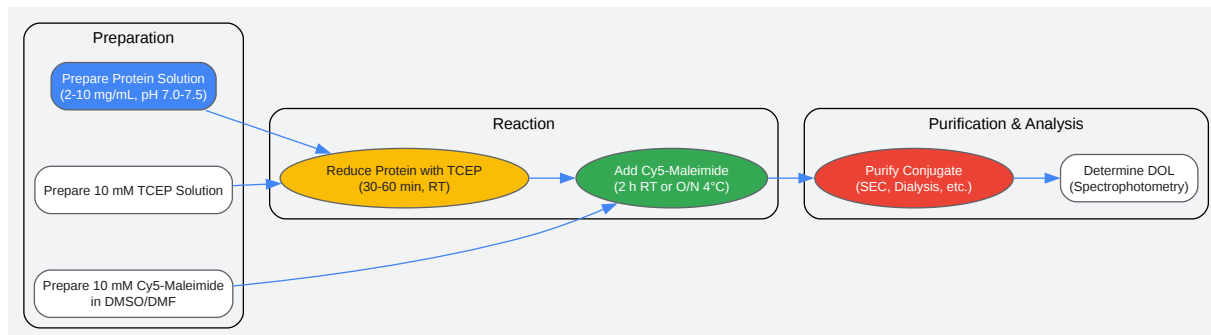 Preparation
Prepare Protein Solution
(2-10 mg/mL, pH 7.0-7.5)
Prepare 10 mM TCEP Solution
Prepare 10 mM Cy5-Maleimide
in DMSO/DMF
Reaction
Reduce Protein with TCEP
(30-60 min, RT)
Add Cy5-Maleimide
(2 h RT or O/N 4°C)
Purification & Analysis
Purify Conjugate
(SEC, Dialysis, etc.)
Determine DOL
(Spectrophotometry)